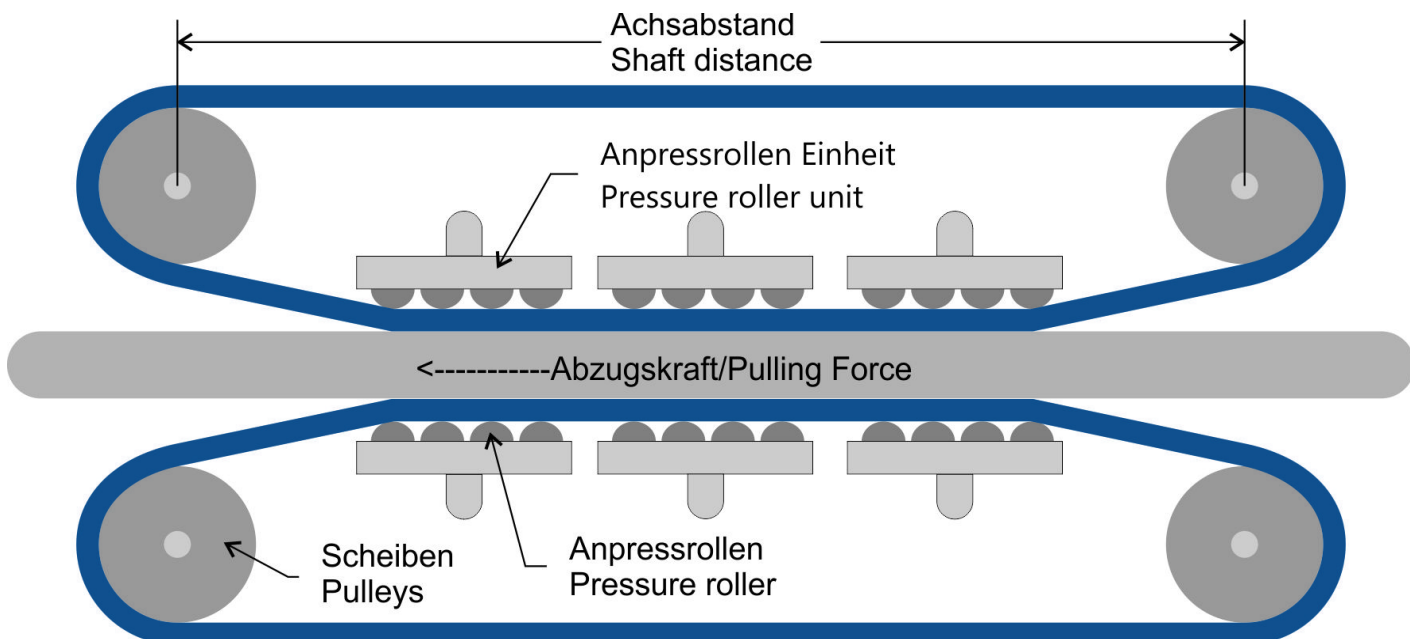 Achsabstand
Shaft distance
Anpressrollen Einheit
Pressure roller unit
<-----------Abzugskraft/Pulling Force
Scheiben
Pulleys
Anpressrollen
Pressure roller